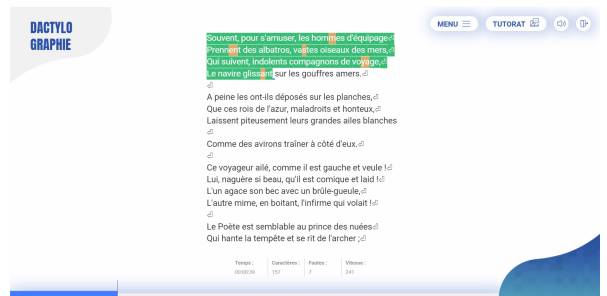 DACTYLO
GRAPHIE
MENU
TUTORAT
Souvent, pour s'amuser, les hommes d'équipage⏎
Prennent des albatros, vastes oiseaux des mers,⏎
Qui suivent, indolents compagnons de voyage,⏎
Le navire glissant sur les gouffres amers.⏎
⏎
A peine les ont-ils déposés sur les planches,⏎
Que ces rois de l'azur, maladroits et honteux,⏎
Laissent piteusement leurs grandes ailes blanches
⏎
Comme des avirons traîner à côté d'eux.⏎
⏎
Ce voyageur ailé, comme il est gauche et veule !⏎
Lui, naguère si beau, qu'il est comique et laid !⏎
L'un agace son bec avec un brûle-gueule,⏎
L'autre mime, en boitant, l'infirme qui volait !⏎
⏎
Le Poète est semblable au prince des nuées⏎
Qui hante la tempête et se rit de l'archer ;⏎
Temps : Caractères : Fautes : Vitesse :
00:00:39 157 7 241